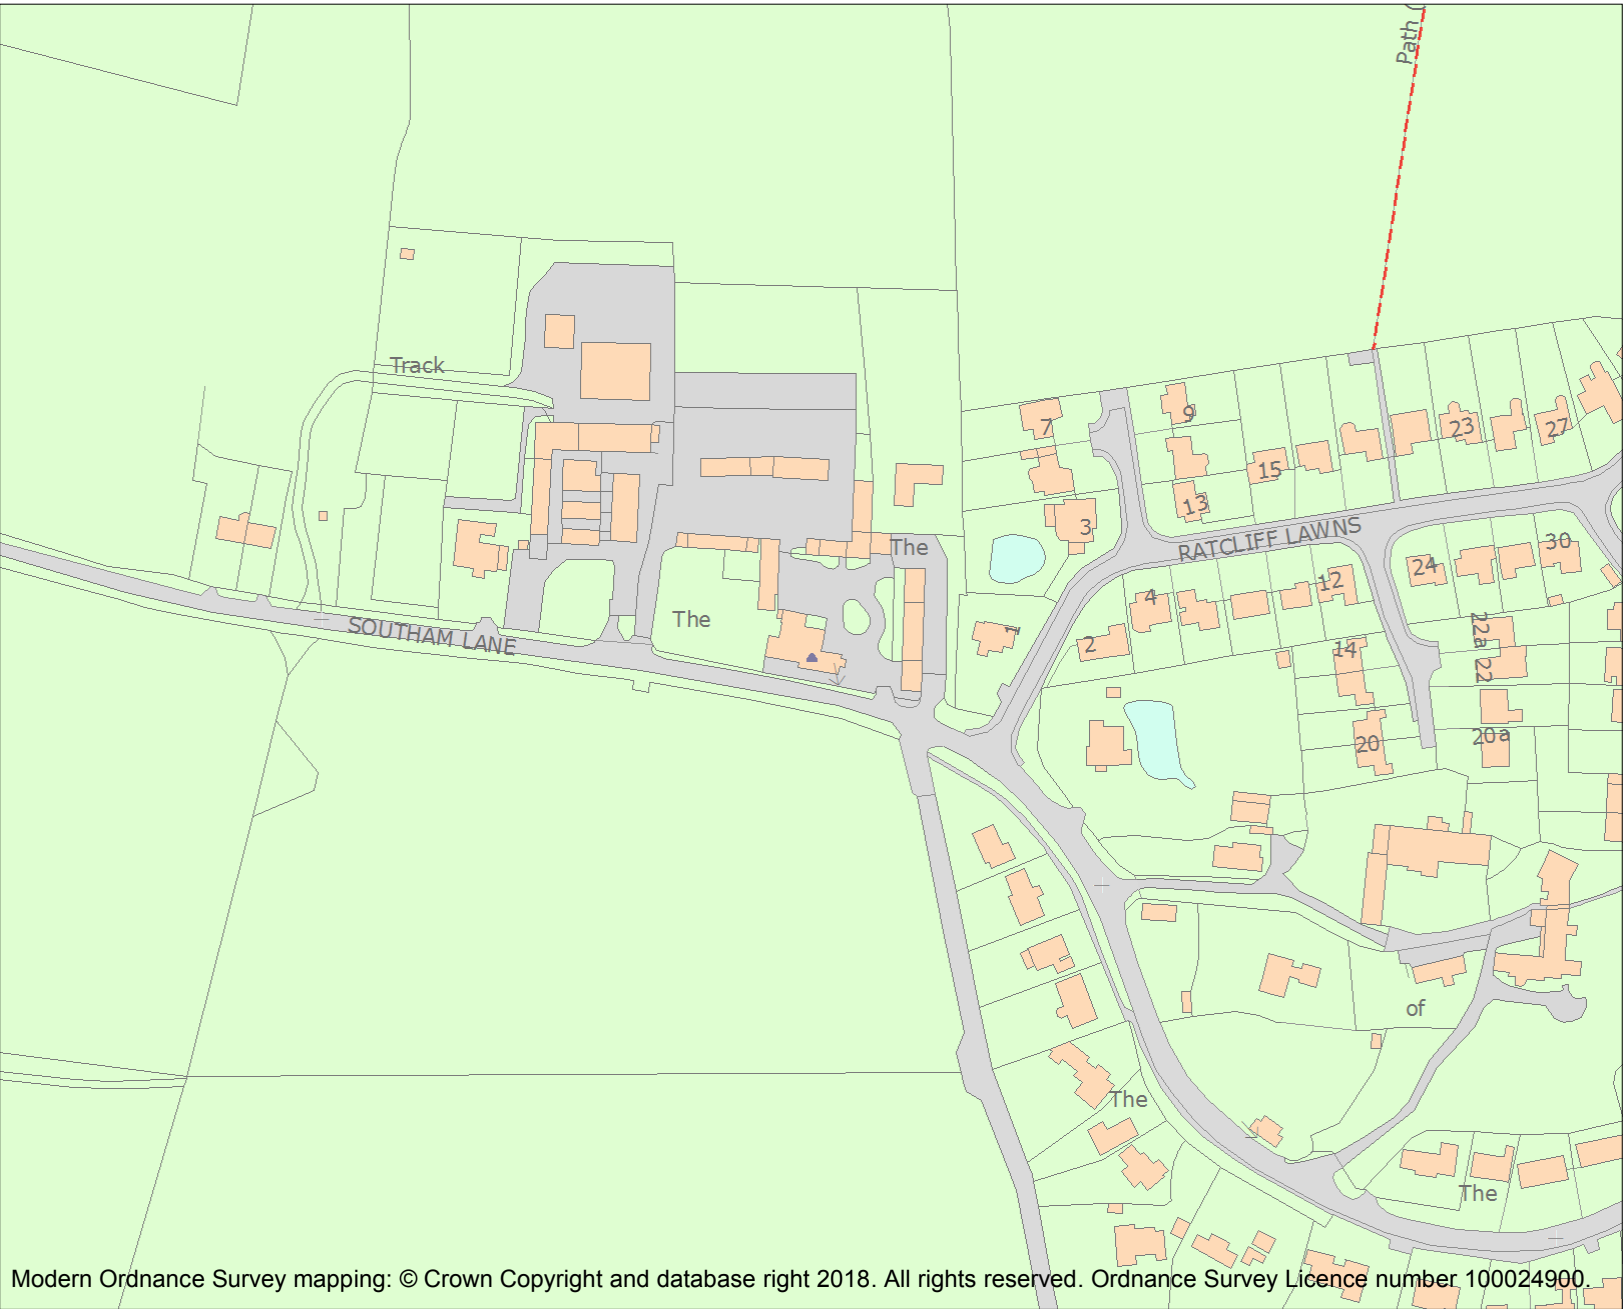 Path (
Track
7
9
23
27
15
13
3
RATCLIFF LAWNS
The
30
24
12
4
The
SOUTHAM LANE
1
2
14
22a
22
20
20a
of
The
The
Modern Ordnance Survey mapping: © Crown Copyright and database right 2018. All rights reserved. Ordnance Survey Licence number 100024900.